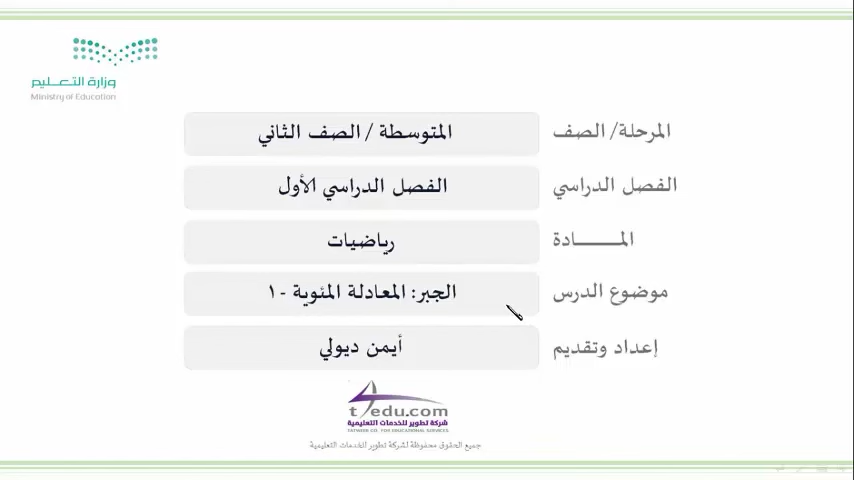 وزارة التعليم
Ministry of Education
المرحلة/ الصف
المتوسطة / الصف الثاني
الفصل الدراسي
الفصل الدراسي الأول
المــــــادة
رياضيات
موضوع الدرس
الجبر: المعادلة المئوية -١
إعداد وتقديم
أيمن ديولي
t4edu.com
شركة تطوير للخدمات التعليمية
TATWEER CO. FOR EDUCATIONAL SERVICES
جميع الحقوق محفوظة لشركة تطوير للخدمات التعليمية